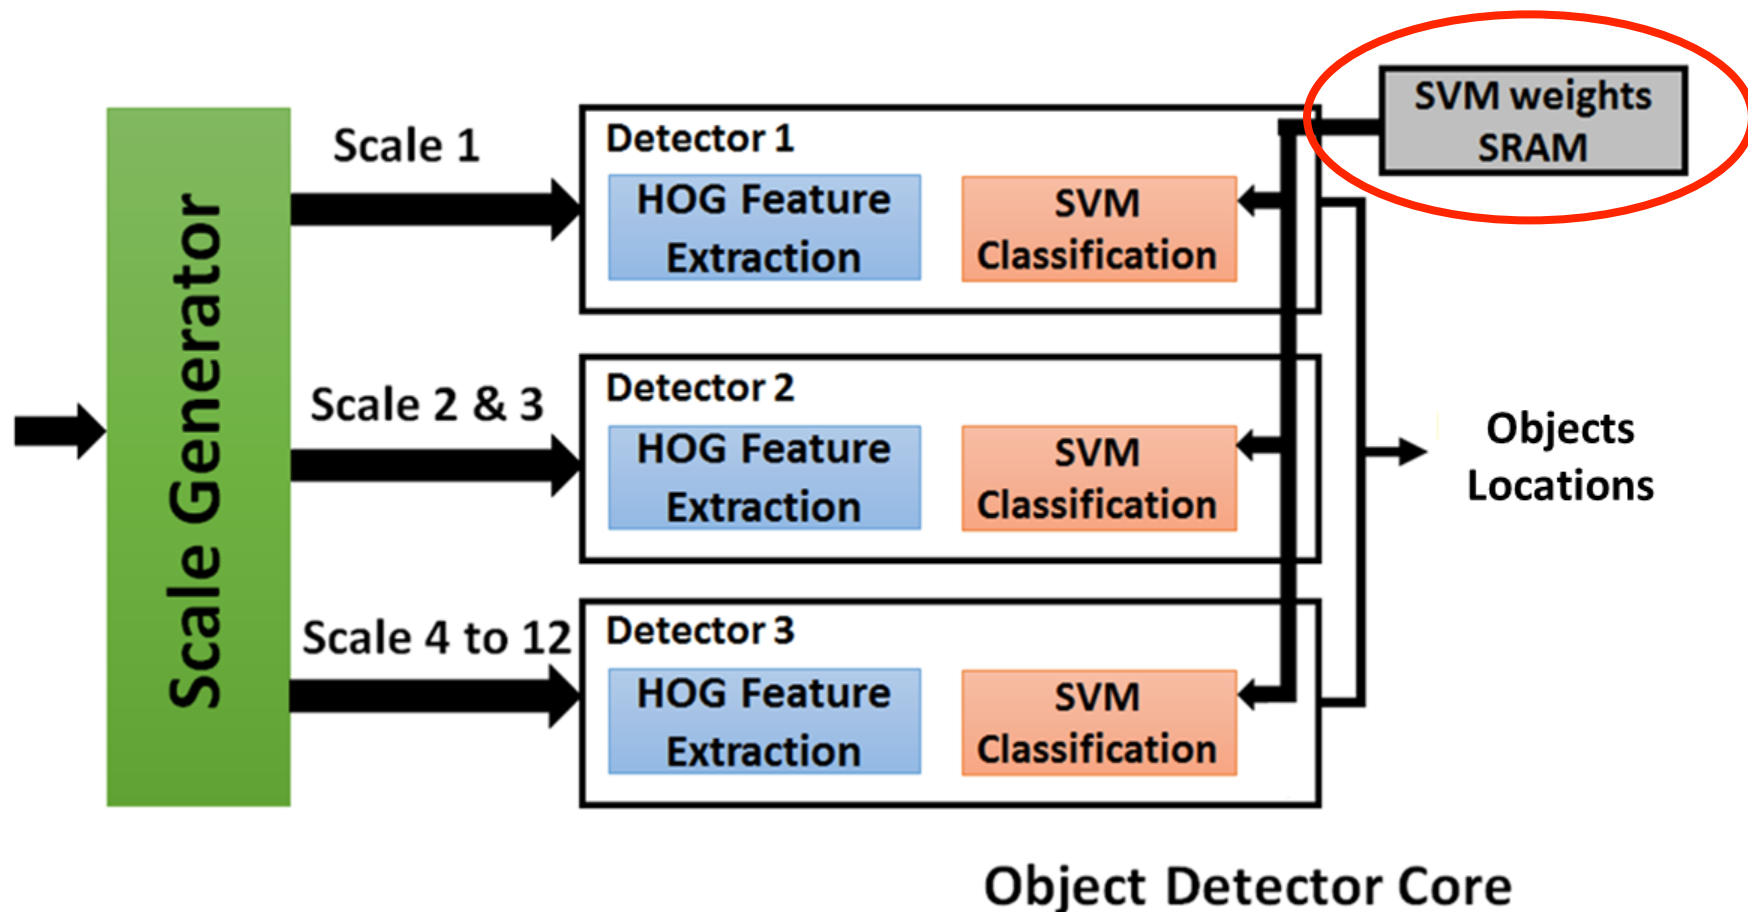 Scale Generator
Scale 1
Detector 1
HOG Feature
Extraction
SVM
Classification
SVM weights
SRAM
Scale 2 & 3
Detector 2
HOG Feature
Extraction
SVM
Classification
Objects
Locations
Scale 4 to 12
Detector 3
HOG Feature
Extraction
SVM
Classification
Object Detector Core